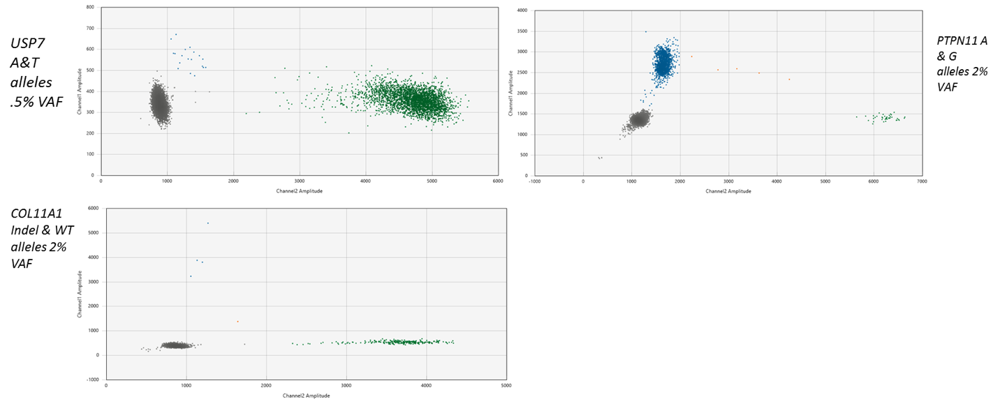 USP7
A&T
alleles
.5% VAF
800
700
600
500
400
300
200
100
0
Channel1 Amplitude
0 1000 2000 3000 4000 5000 6000
Channel2 Amplitude
4000
3500
3000
2500
2000
1500
1000
500
0
Channel1 Amplitude
-1000 0 1000 2000 3000 4000 5000 6000 7000
Channel2 Amplitude
PTPN11 A
& G
alleles 2%
VAF
COL11A1
Indel & WT
alleles 2%
VAF
6000
5000
4000
3000
2000
1000
0
-1000
Channel1 Amplitude
0 1000 2000 3000 4000 5000
Channel2 Amplitude